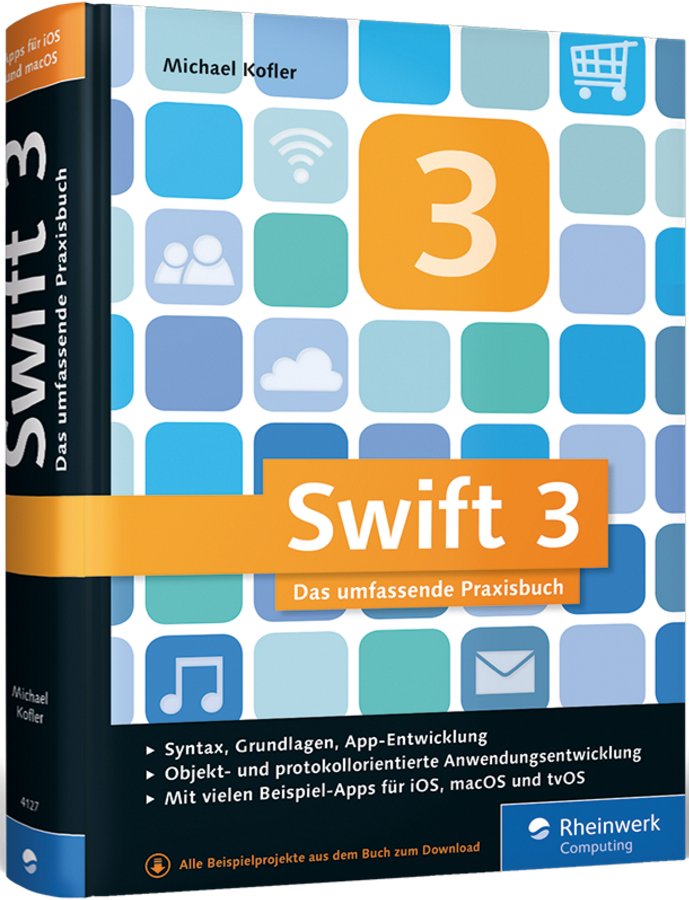 Apps für iOS
und macOS
Swift 3
Das umfassende Praxisbuch
Michael
Kofler
4127
Michael Kofler
3
Swift 3
Das umfassende Praxisbuch
▸ Syntax, Grundlagen, App-Entwicklung
▸ Objekt- und protokollorientierte Anwendungsentwicklung
▸ Mit vielen Beispiel-Apps für iOS, macOS und tvOS
Alle Beispielprojekte aus dem Buch zum Download
Rheinwerk
Computing